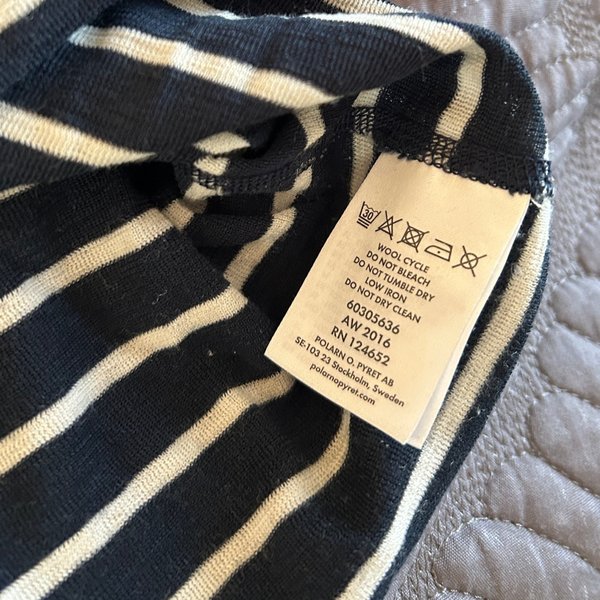 30
WOOL CYCLE
DO NOT BLEACH
DO NOT TUMBLE DRY
LOW IRON
DO NOT DRY CLEAN
60305636
AW 2016
RN 124652
POLARN O. PYRET AB
SE-103 23 Stockholm, Sweden
polarnopyret.com